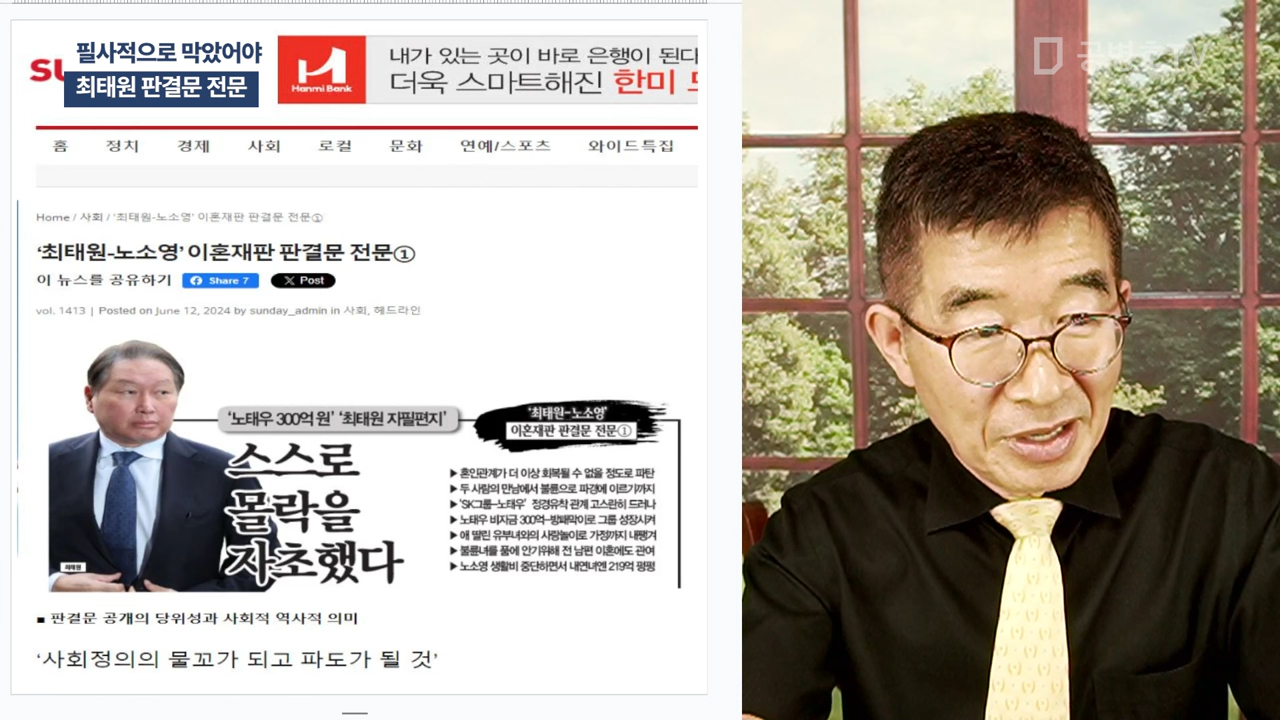 필사적으로 막았어야
최태원 판결문 전문
Hanmi Bank
내가 있는 곳이 바로 은행이 된다
더욱 스마트해진 한미
홈 정치 경제 사회 로컬 문화 연예/스포츠 와이드특집
Home / 사회 / ‘최태원-노소영’ 이혼재판 판결문 전문①
‘최태원-노소영’ 이혼재판 판결문 전문①
이 뉴스를 공유하기 Share 7 X Post
vol. 1413 | Posted on June 12, 2024 by sunday_admin in 사회, 헤드라인
‘노태우 300억 원’ ‘최태원 자필편지’
스스로
몰락을
자초했다
최태원
‘최태원-노소영’
이혼재판 판결문 전문①
▶ 혼인관계가 더 이상 회복될 수 없을 정도로 파탄
▶ 두 사람의 만남에서 불륜으로 파경에 이르기까지
▶ ‘SK그룹-노태우’ 정경유착 관계 고스란히 드러나
▶ 노태우 비자금 300억-방패막이로 그룹 성장시켜
▶ 애 딸린 유부녀와의 사랑놀이로 가정까지 내팽겨
▶ 불륜녀를 품에 안기위해 전 남편 이혼에도 관여
▶ 노소영 생활비 중단하면서 내연녀엔 219억 펑펑
■ 판결문 공개의 당위성과 사회적 역사적 의미
‘사회정의의 물꼬가 되고 파도가 될 것’